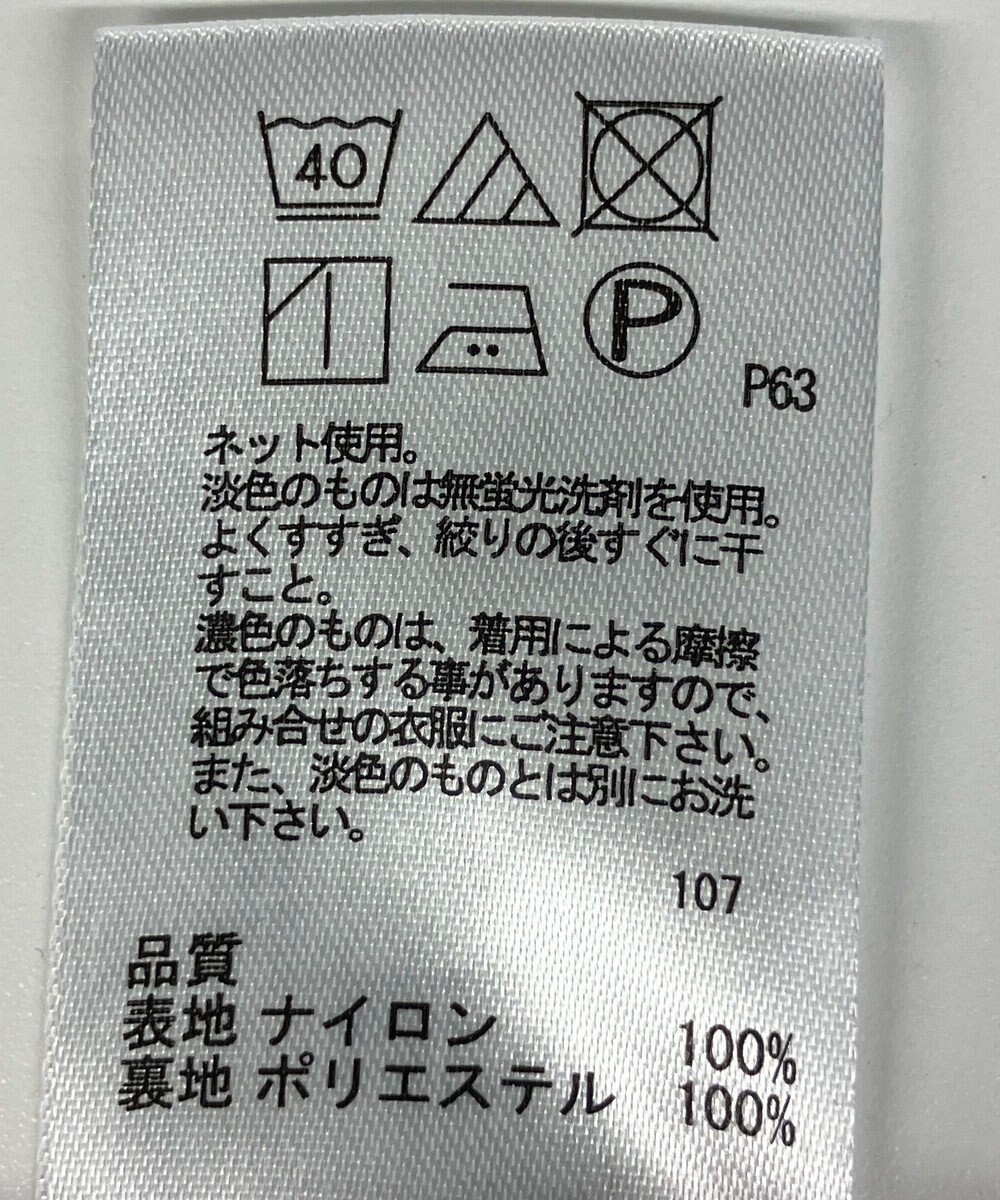 40
P
P63
ネット使用。
淡色のものは無蛍光洗剤を使用。
よくすすぎ、絞りの後すぐに干
すこと。
濃色のものは、着用による摩擦
で色落ちする事がありますので、
組み合せの衣服にご注意下さい。
また、淡色のものとは別にお洗
い下さい。
107
品質
表地 ナイロン 100%
裏地 ポリエステル 100%